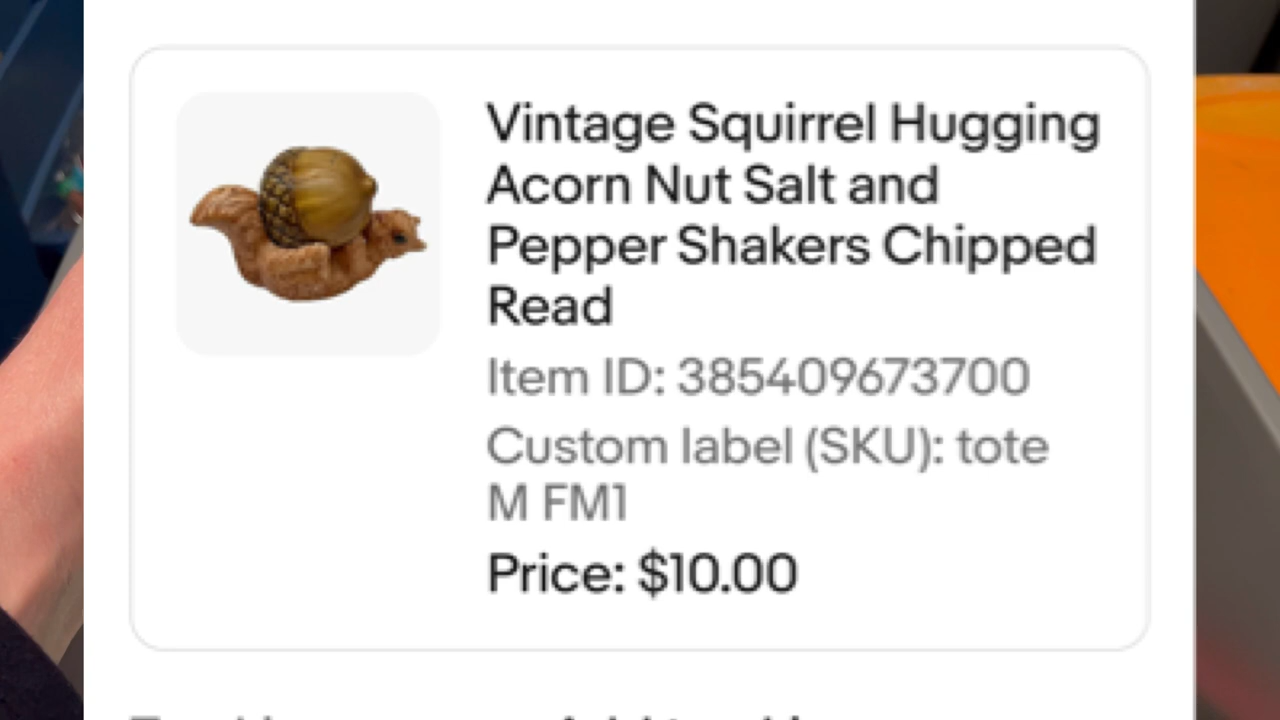 Vintage Squirrel Hugging
Acorn Nut Salt and
Pepper Shakers Chipped
Read
Item ID: 385409673700
Custom label (SKU): tote
M FM1
Price: $10.00